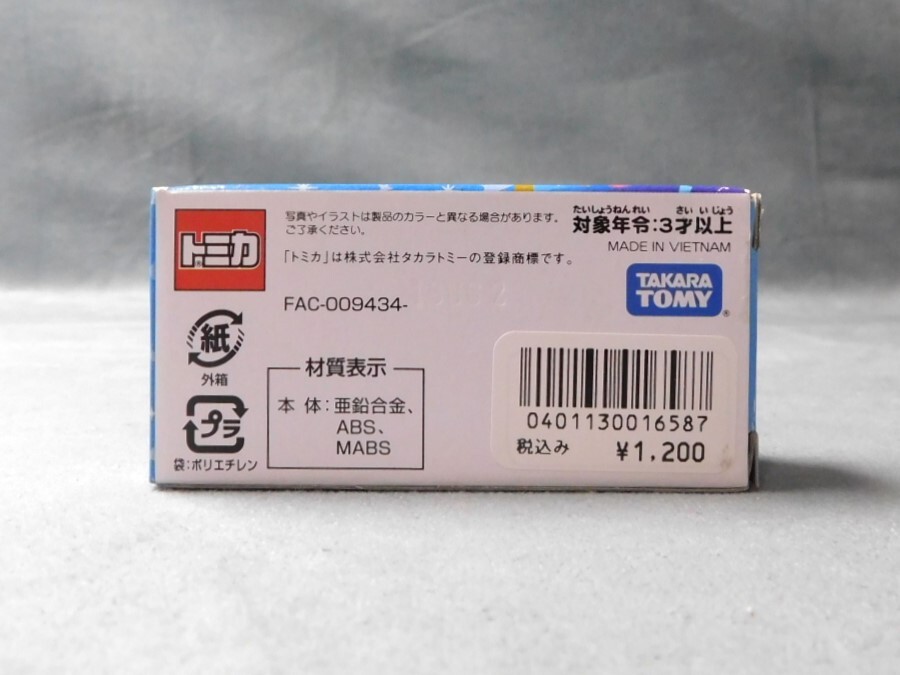 トミカ
®
写真やイラストは製品のカラーと異なる場合があります。
ご了承ください。
「トミカ」は株式会社タカラトミーの登録商標です。
たいしょうねんれい さい いじょう
対象年令:3才以上
MADE IN VIETNAM
TAKARA
TOMY
®
FAC-009434-
紙
外箱
プラ
袋:ポリエチレン
材質表示
本 体:亜鉛合金、
ABS、
MABS
0401130016587
税込み ¥1,200